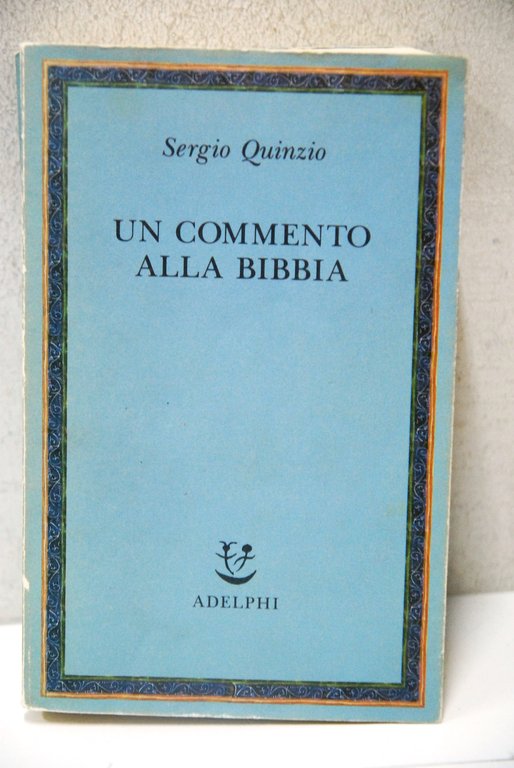 Sergio Quinzio
UN COMMENTO
ALLA BIBBIA
ADELPHI